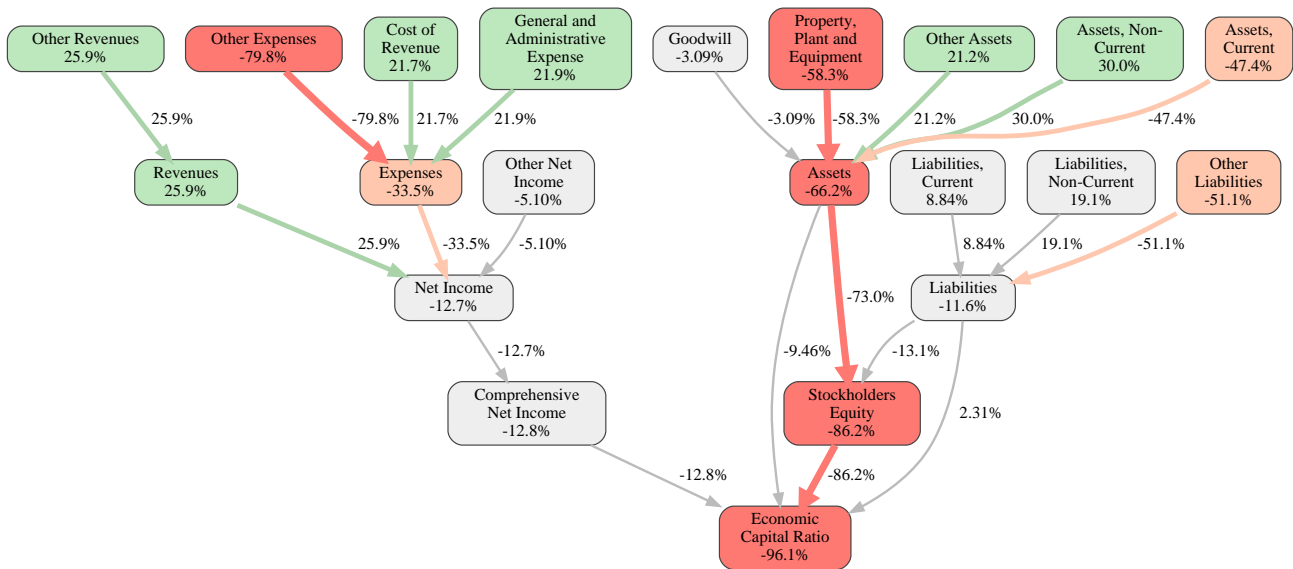 Other Revenues
25.9%
Other Expenses
-79.8%
Cost of
Revenue
21.7%
General and
Administrative
Expense
21.9%
Goodwill
-3.09%
Property,
Plant and
Equipment
-58.3%
Other Assets
21.2%
Assets, Non-
Current
30.0%
Assets,
Current
-47.4%
25.9%
-79.8%
21.7%
21.9%
-3.09%
-58.3%
21.2%
30.0%
-47.4%
Revenues
25.9%
Expenses
-33.5%
Other Net
Income
-5.10%
Assets
-66.2%
Liabilities,
Current
8.84%
Liabilities,
Non-Current
19.1%
Other
Liabilities
-51.1%
25.9%
-33.5%
-5.10%
8.84%
19.1%
-51.1%
Net Income
-12.7%
-73.0%
Liabilities
-11.6%
-12.7%
-9.46%
-13.1%
Comprehensive
Net Income
-12.8%
Stockholders
Equity
-86.2%
2.31%
-12.8%
-86.2%
Economic
Capital Ratio
-96.1%